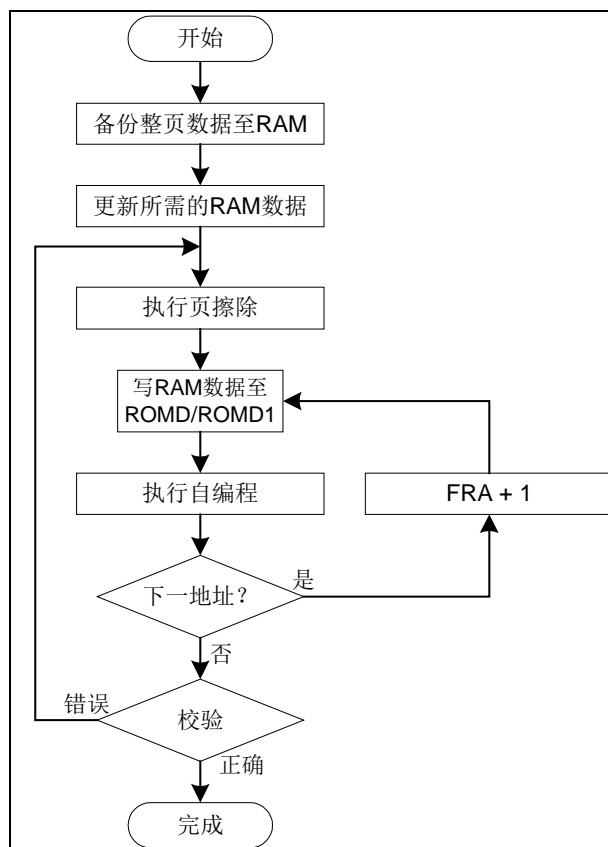 开始
备份整页数据至RAM
更新所需的RAM数据
执行页擦除
写RAM数据至
ROMD/ROMD1
执行自编程
FRA + 1
下一地址？
是
否
错误
校验
正确
完成